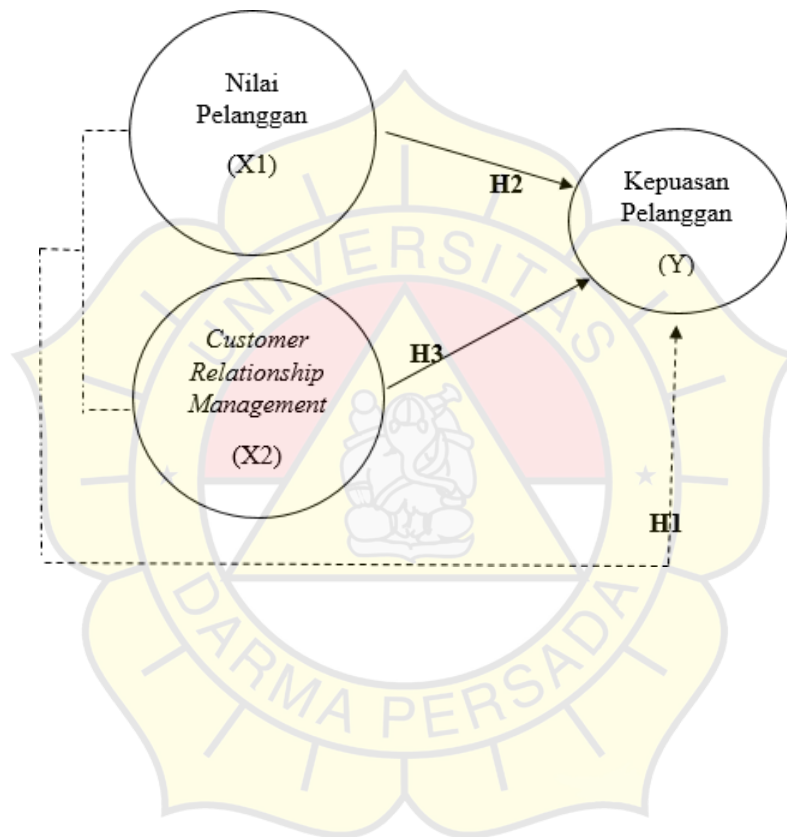 Nilai
Pelanggan
(X1)
H2
Kepuasan
Pelanggan
(Y)
Customer
Relationship
Management
(X2)
H3
H1
UNIVERSITAS
DARMA PERSADA